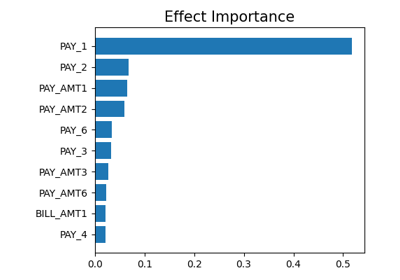 Effect Importance
PAY_1
PAY_2
PAY_AMT1
PAY_AMT2
PAY_6
PAY_3
PAY_AMT3
PAY_AMT6
BILL_AMT1
PAY_4
0.0 0.1 0.2 0.3 0.4 0.5